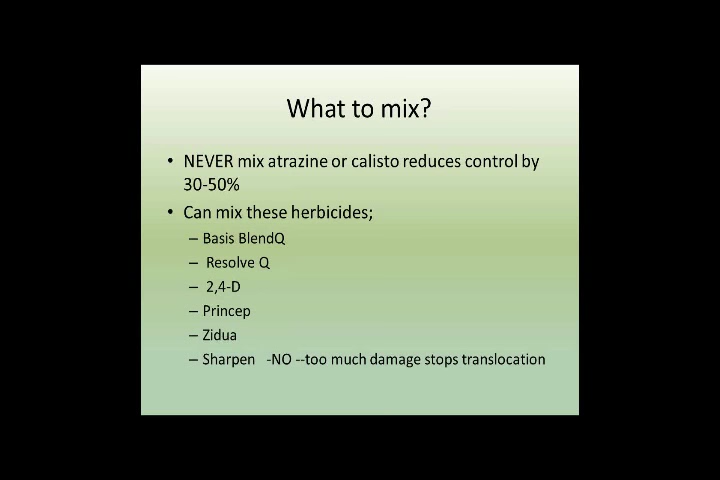 What to mix?
• NEVER mix atrazine or calisto reduces control by
30-50%
• Can mix these herbicides;
– Basis BlendQ
– Resolve Q
– 2,4-D
– Princep
– Zidua
– Sharpen -NO --too much damage stops translocation